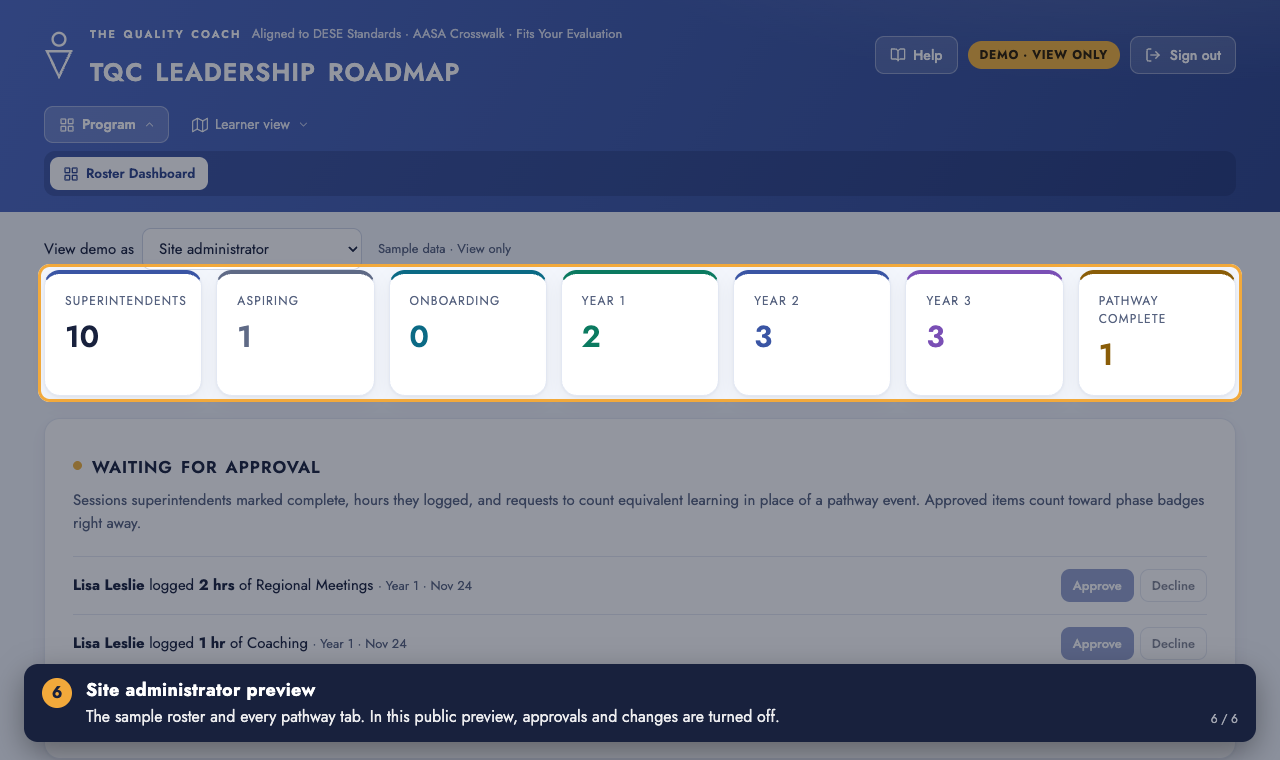 THE QUALITY COACH Aligned to DESE Standards · AASA Crosswalk · Fits Your Evaluation
TQC LEADERSHIP ROADMAP
Help
DEMO · VIEW ONLY
Sign out
Program
Learner view
Roster Dashboard
View demo as
Site administrator
Sample data · View only
SUPERINTENDENTS
10
ASPIRING
1
ONBOARDING
0
YEAR 1
2
YEAR 2
3
YEAR 3
3
PATHWAY
COMPLETE
1
WAITING FOR APPROVAL
Sessions superintendents marked complete, hours they logged, and requests to count equivalent learning in place of a pathway event. Approved items count toward phase badges
right away.
Lisa Leslie logged 2 hrs of Regional Meetings · Year 1 · Nov 24
Approve
Decline
Lisa Leslie logged 1 hr of Coaching · Year 1 · Nov 24
Approve
Decline
6
Site administrator preview
The sample roster and every pathway tab. In this public preview, approvals and changes are turned off.
6 / 6